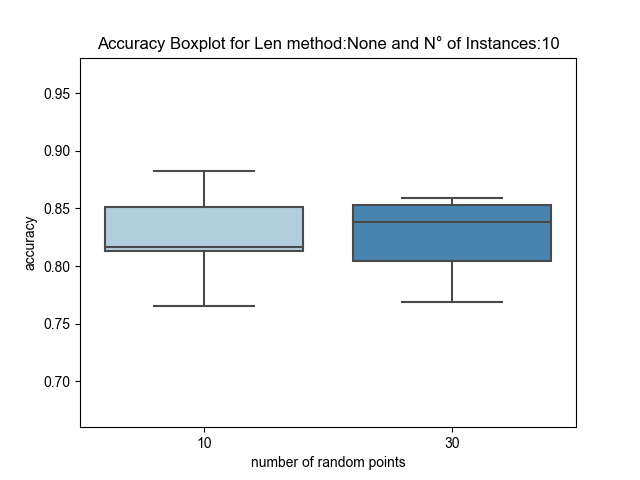 Accuracy Boxplot for Len method:None and N° of Instances:10
0.95
0.90
0.85
0.80
0.75
0.70
accuracy
10 30
number of random points